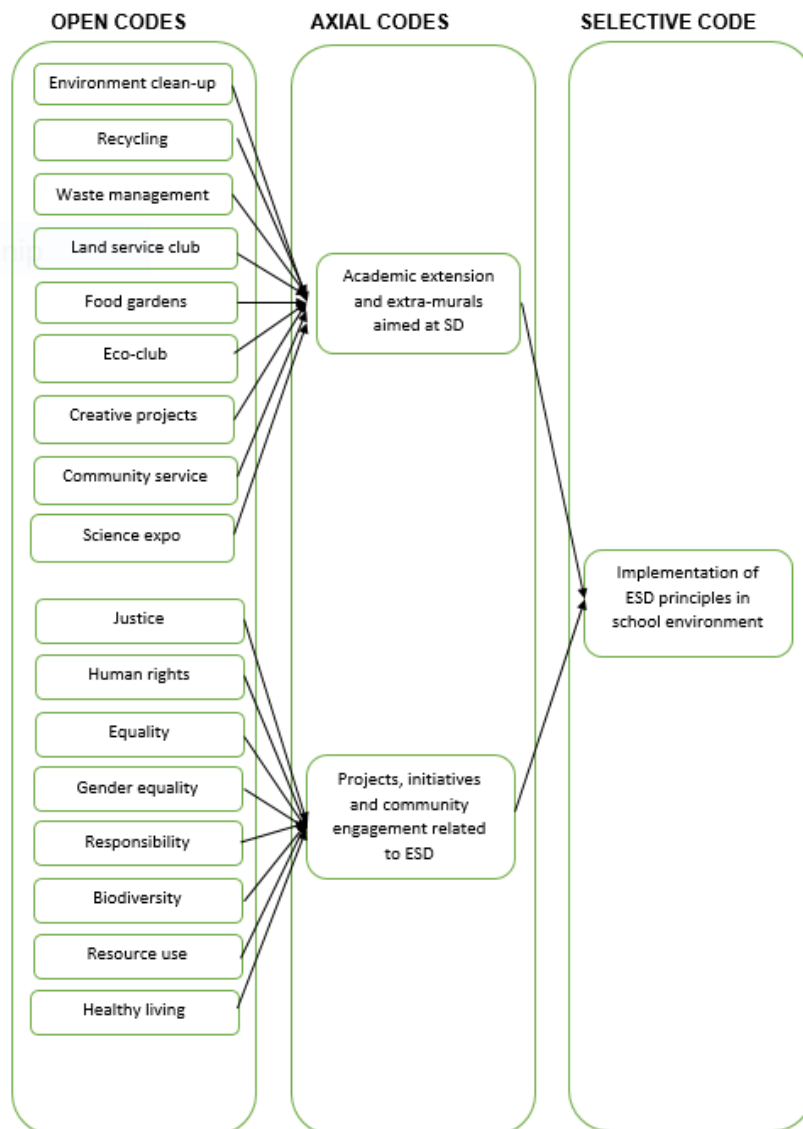 OPEN CODES
AXIAL CODES
SELECTIVE CODE
Environment clean-up
Recycling
Waste management
Land service club
Food gardens
Eco-club
Creative projects
Community service
Science expo
Justice
Human rights
Equality
Gender equality
Responsibility
Biodiversity
Resource use
Healthy living
Academic extension
and extra-murals
aimed at SD
Projects, initiatives
and community
engagement related
to ESD
Implementation of
ESD principles in
school environment